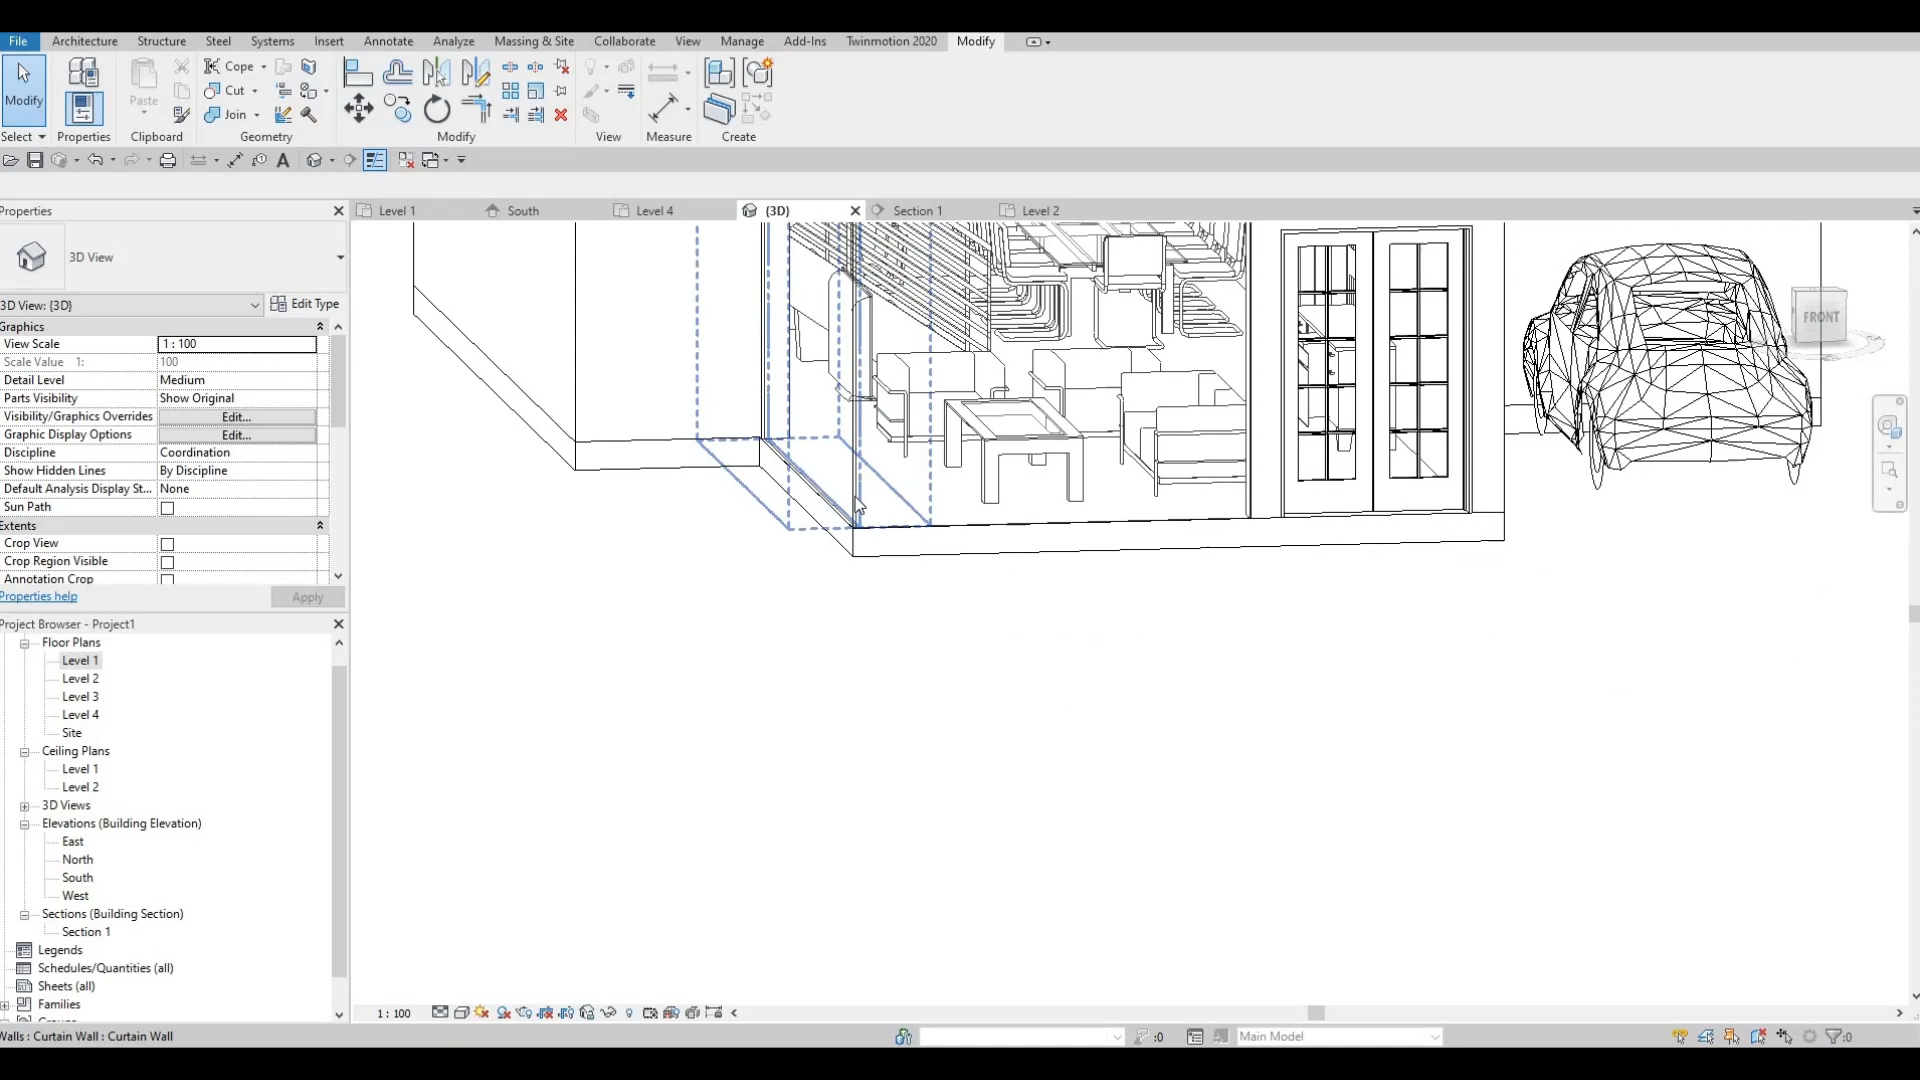 File Architecture Structure Steel Systems Insert Annotate Analyze Massing & Site Collaborate View Manage Add-Ins Twinmotion 2020 Modify
Modify
Paste
Cope
Cut
Join
Select Properties Clipboard Geometry Modify View Measure Create
A
Properties
Level 1 South Level 4 {3D} Section 1 Level 2
3D View
3D View: {3D} Edit Type
Graphics
View Scale 1 : 100
Scale Value 1: 100
Detail Level Medium
Parts Visibility Show Original
Visibility/Graphics Overrides Edit...
Graphic Display Options Edit...
Discipline Coordination
Show Hidden Lines By Discipline
Default Analysis Display St... None
Sun Path
Extents
Crop View
Crop Region Visible
Annotation Crop
Properties help Apply
FRONT
Project Browser - Project1
Floor Plans
Level 1
Level 2
Level 3
Level 4
Site
Ceiling Plans
Level 1
Level 2
3D Views
Elevations (Building Elevation)
East
North
South
West
Sections (Building Section)
Section 1
Legends
Schedules/Quantities (all)
Sheets (all)
Families
1 : 100
Walls : Curtain Wall : Curtain Wall
:0
Main Model
:0